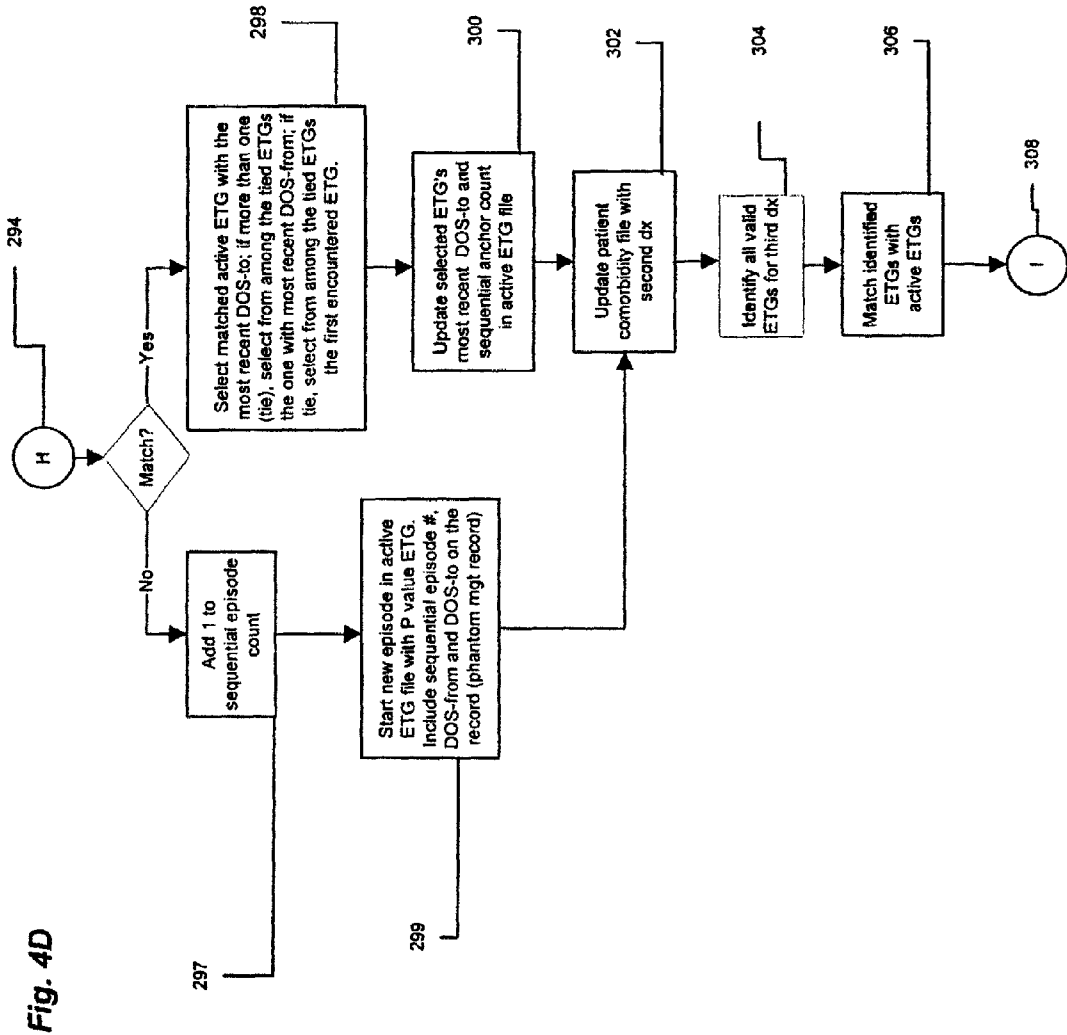 Fig. 4D
294
H
Match?
No
Yes
Add 1 to
sequential episode
count
297
Select matched active ETG with the
most recent DOS-to; if more than one
(tie), select from among the tied ETGs
the one with most recent DOS-from; if
tie, select from among the tied ETGs
the first encountered ETG.
298
Start new episode in active
ETG file with P value ETG.
Include sequential episode #,
DOS-from and DOS-to on the
record (phantom mgt record)
299
Update selected ETG's
most recent DOS-to and
sequential anchor count
in active ETG file
300
Update patient
comorbidity file with
second dx
302
Identify all valid
ETGs for third dx
304
Match identified
ETGs with
active ETGs
306
I
308